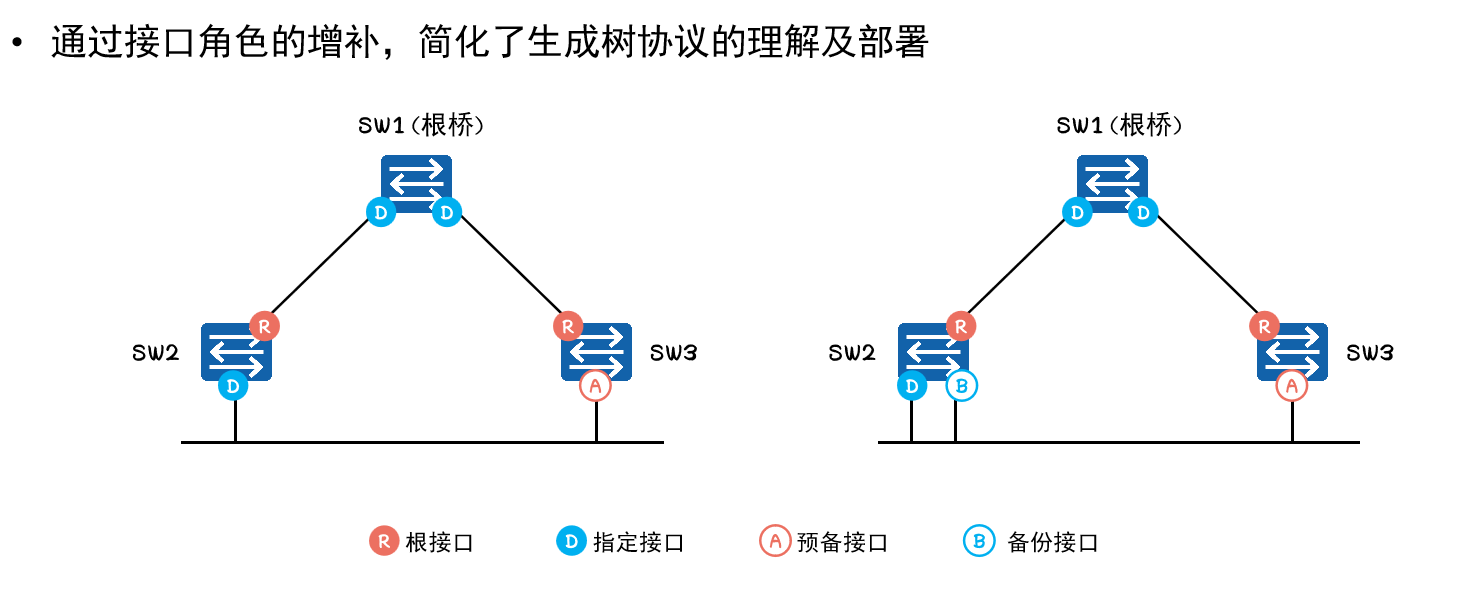 • 通过接口角色的增补，简化了生成树协议的理解及部署
SW1(根桥) SW1(根桥)
D D D D
R R R R
SW2 SW3 SW2 SW3
D A D B A
R 根接口 D 指定接口 A 预备接口 B 备份接口